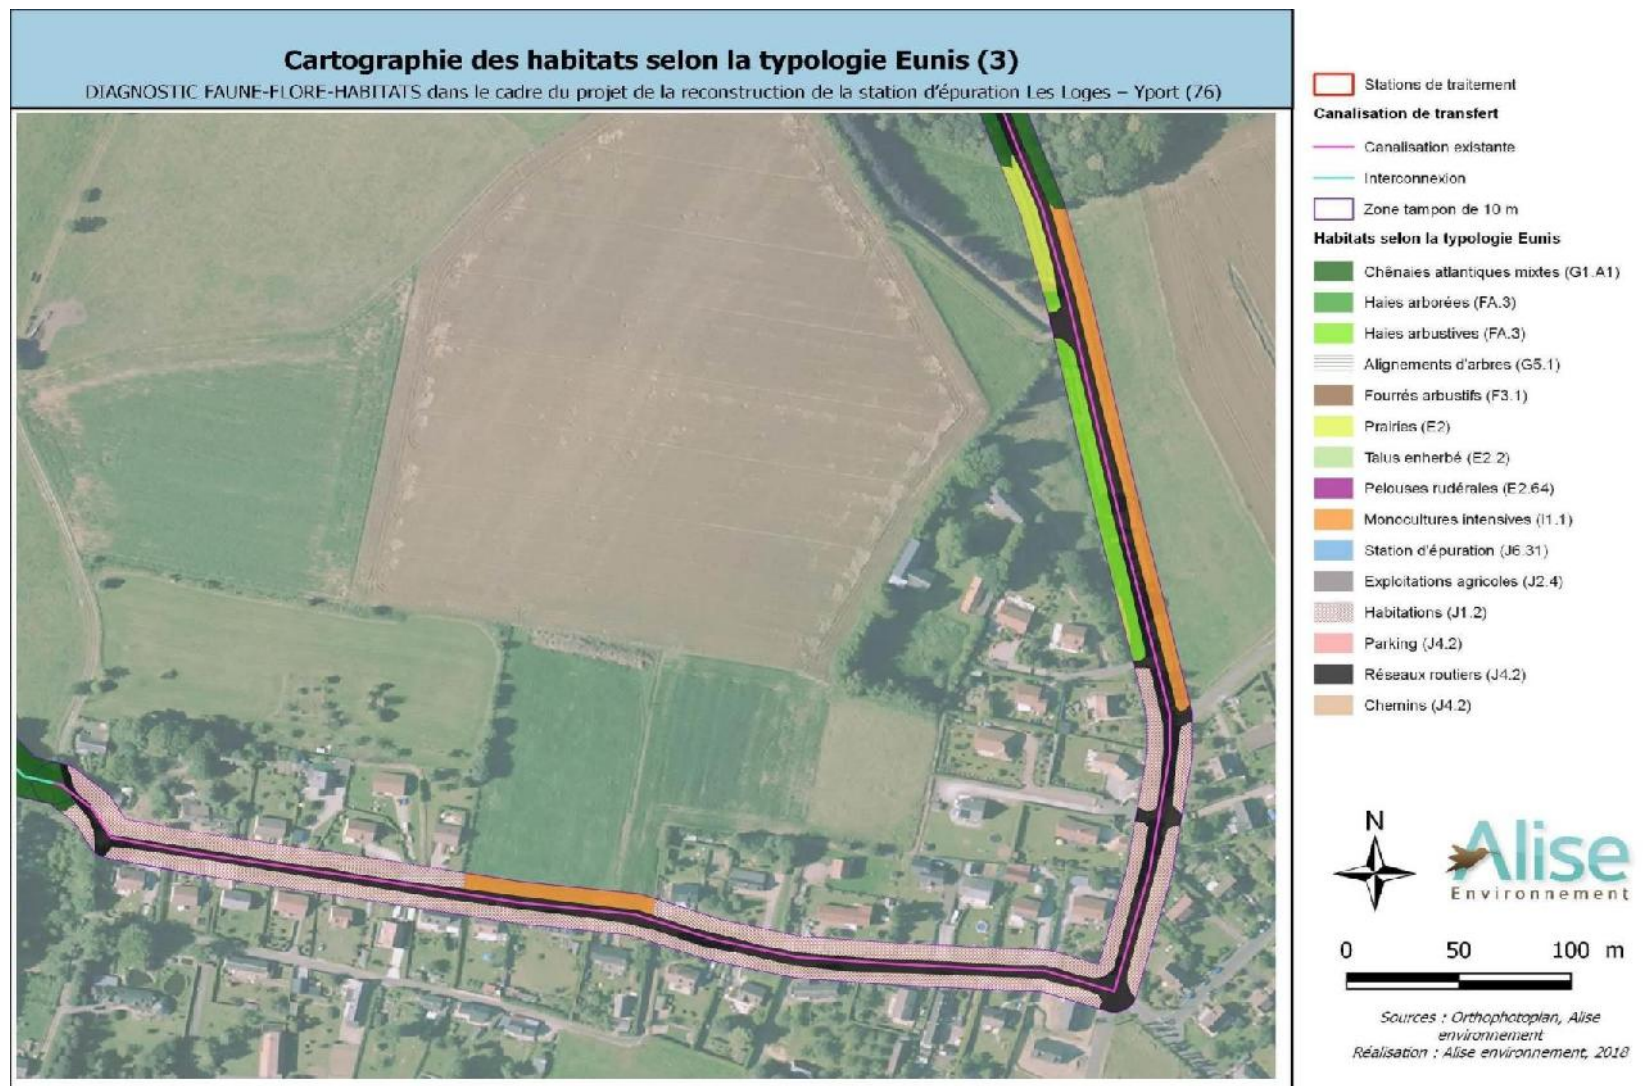 Cartographie des habitats selon la typologie Eunis (3)
DIAGNOSTIC FAUNE-FLORE-HABITATS dans le cadre du projet de la reconstruction de la station d'épuration Les Loges – Yport (76)
Stations de traitement
Canalisation de transfert
Canalisation existante
Interconnexion
Zone tampon de 10 m
Habitats selon la typologie Eunis
Chênaies atlantiques mixtes (G1.A1)
Haies arborées (FA.3)
Haies arbustives (FA.3)
Alignements d'arbres (G5.1)
Fourrés arbustifs (F3.1)
Prairies (E2)
Talus enherbé (E2.2)
Pelouses rudérales (E2.64)
Monocultures intensives (I1.1)
Station d'épuration (J6.31)
Exploitations agricoles (J2.4)
Habitations (J1.2)
Parking (J4.2)
Réseaux routiers (J4.2)
Chemins (J4.2)
N
Alise
Environnement
0 50 100 m
Sources : Orthophotoplan, Alise
environnement
Réalisation : Alise environnement, 2018